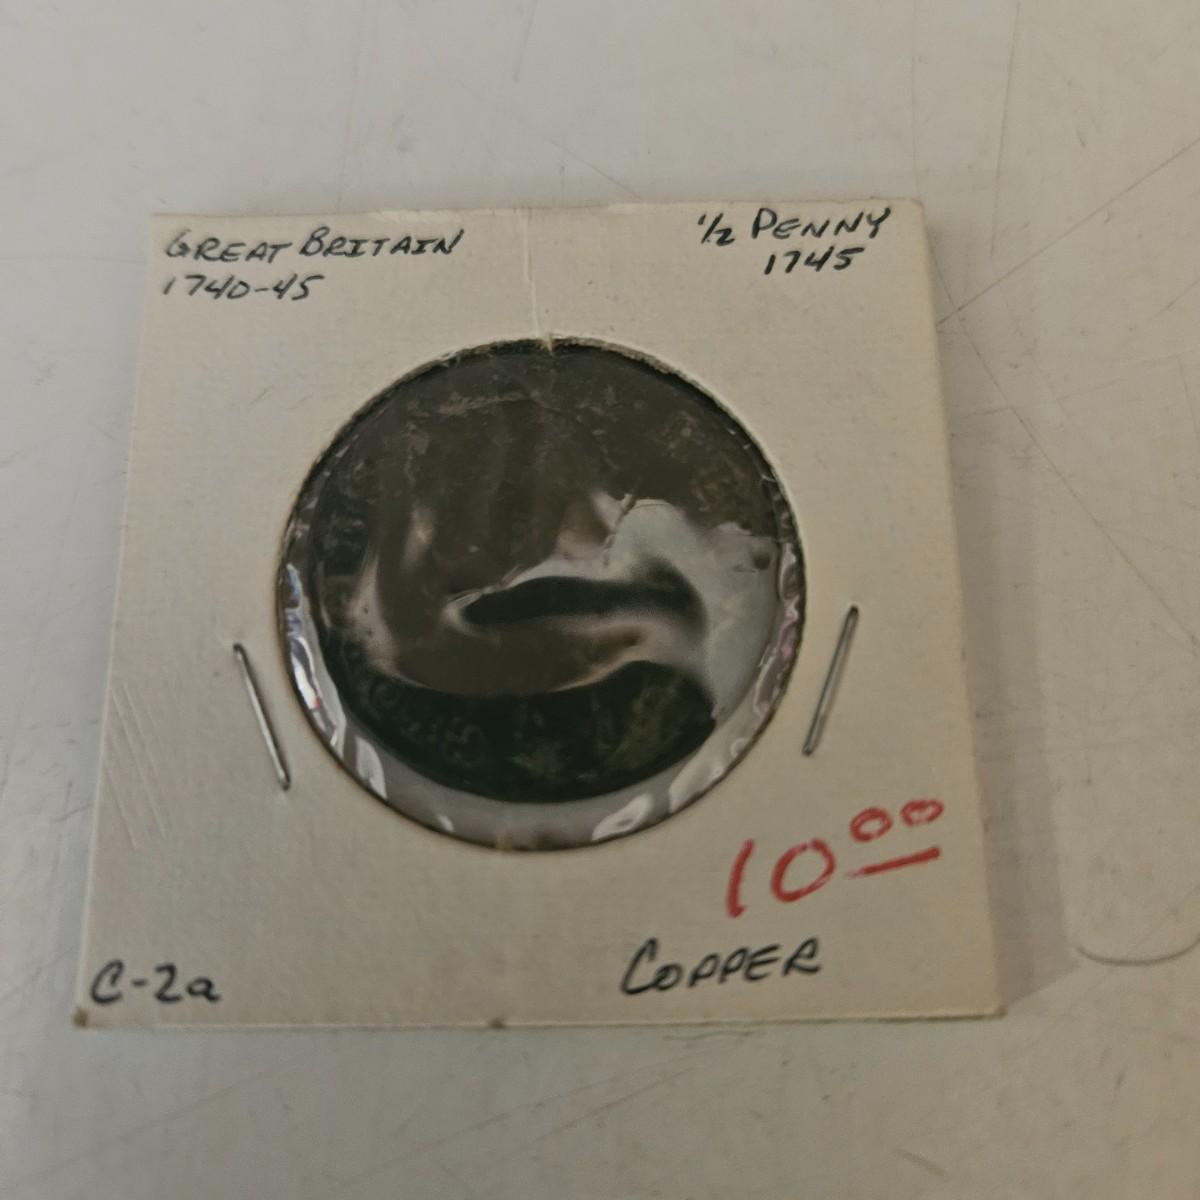 GREAT BRITAIN
1740-45
1/2 PENNY
1745
10.00
C-2a
COPPER